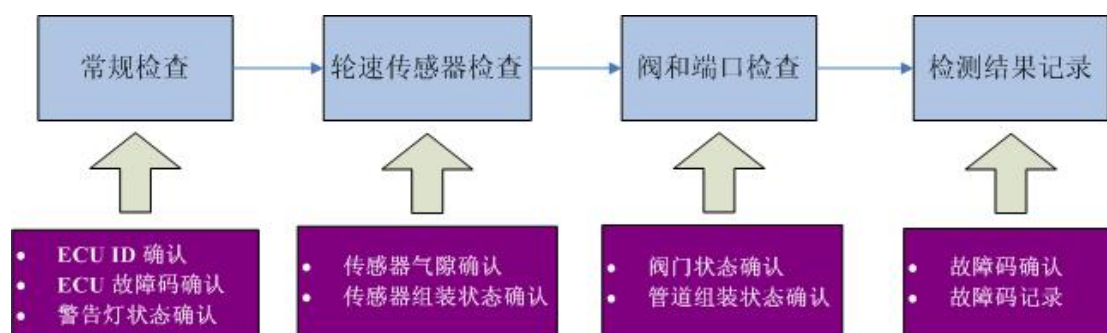 常规检查
轮速传感器检查
阀和端口检查
检测结果记录
• ECU ID 确认
• ECU 故障码确认
• 警告灯状态确认
• 传感器气隙确认
• 传感器组装状态确认
• 阀门状态确认
• 管道组装状态确认
• 故障码确认
• 故障码记录